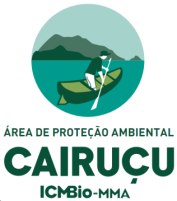 ÁREA DE PROTEÇÃO AMBIENTAL
CAIRUÇU
ICMBio-MMA